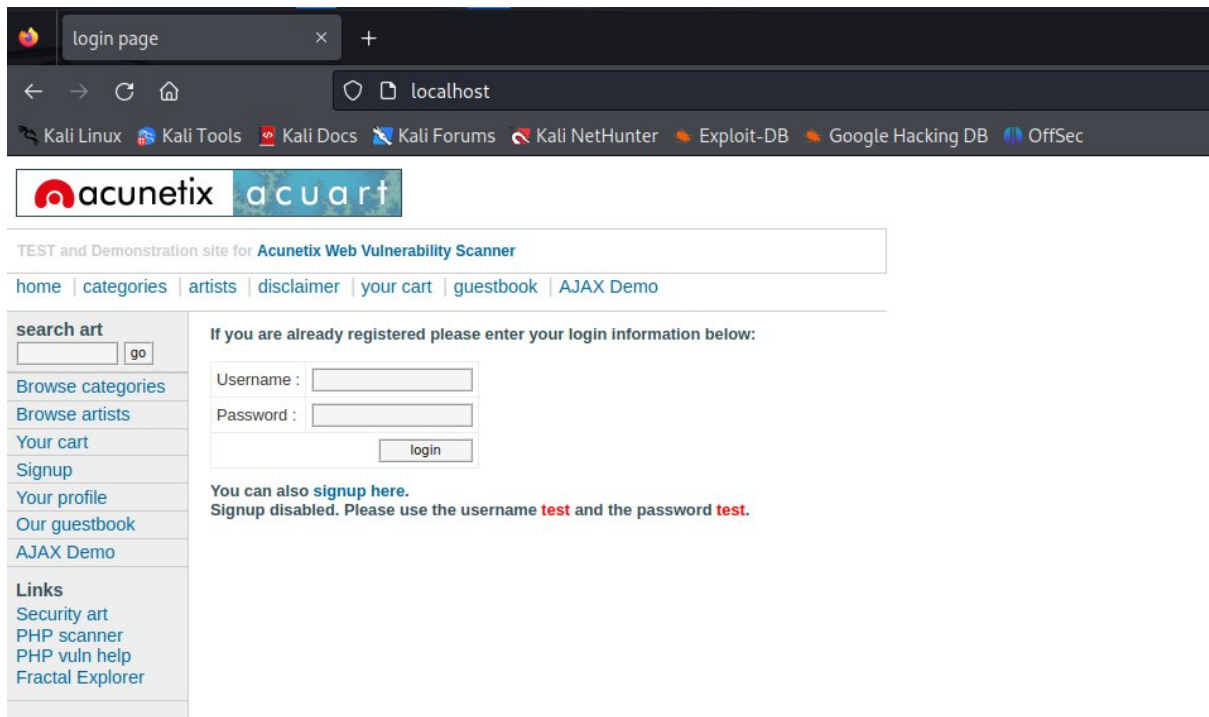 login page
localhost
Kali Linux Kali Tools Kali Docs Kali Forums Kali NetHunter Exploit-DB Google Hacking DB OffSec
acunetix acuart
TEST and Demonstration site for Acunetix Web Vulnerability Scanner
home | categories | artists | disclaimer | your cart | guestbook | AJAX Demo
search art
go
Browse categories
Browse artists
Your cart
Signup
Your profile
Our guestbook
AJAX Demo
Links
Security art
PHP scanner
PHP vuln help
Fractal Explorer
If you are already registered please enter your login information below:
Username :
Password :
login
You can also signup here.
Signup disabled. Please use the username test and the password test.